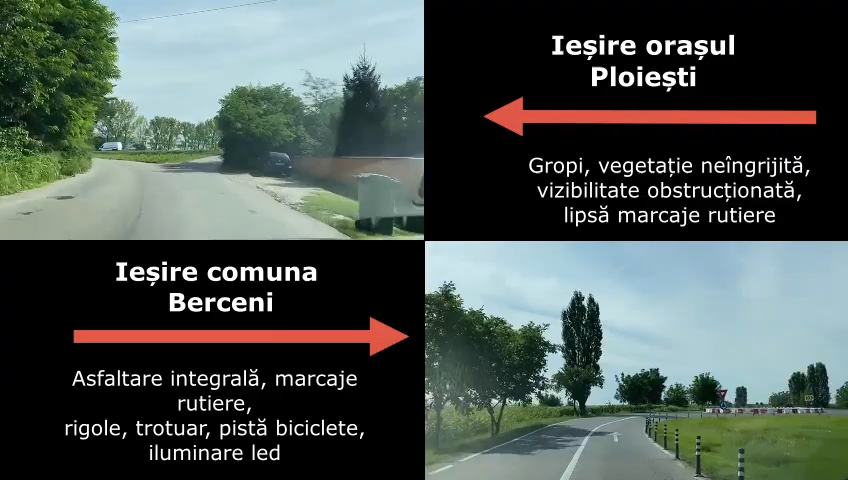 Ieșire orașul
Ploiești
Gropi, vegetație neîngrijită,
vizibilitate obstrucționată,
lipsă marcaje rutiere
Ieșire comuna
Berceni
Asfaltare integrală, marcaje
rutiere,
rigole, trotuar, pistă biciclete,
iluminare led